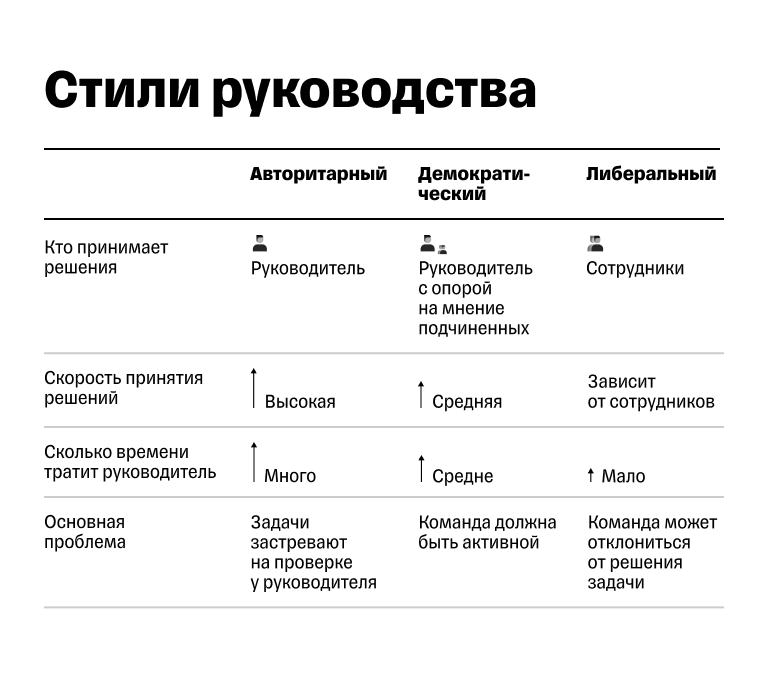 Стили руководства
Авторитарный
Демократи-
ческий
Либеральный
Кто принимает
решения
Руководитель
Руководитель
с опорой
на мнение
подчиненных
Сотрудники
Скорость принятия
решений
Высокая
Средняя
Зависит
от сотрудников
Сколько времени
тратит руководитель
Много
Средне
Мало
Основная
проблема
Задачи
застревают
на проверке
у руководителя
Команда должна
быть активной
Команда может
отклониться
от решения
задачи